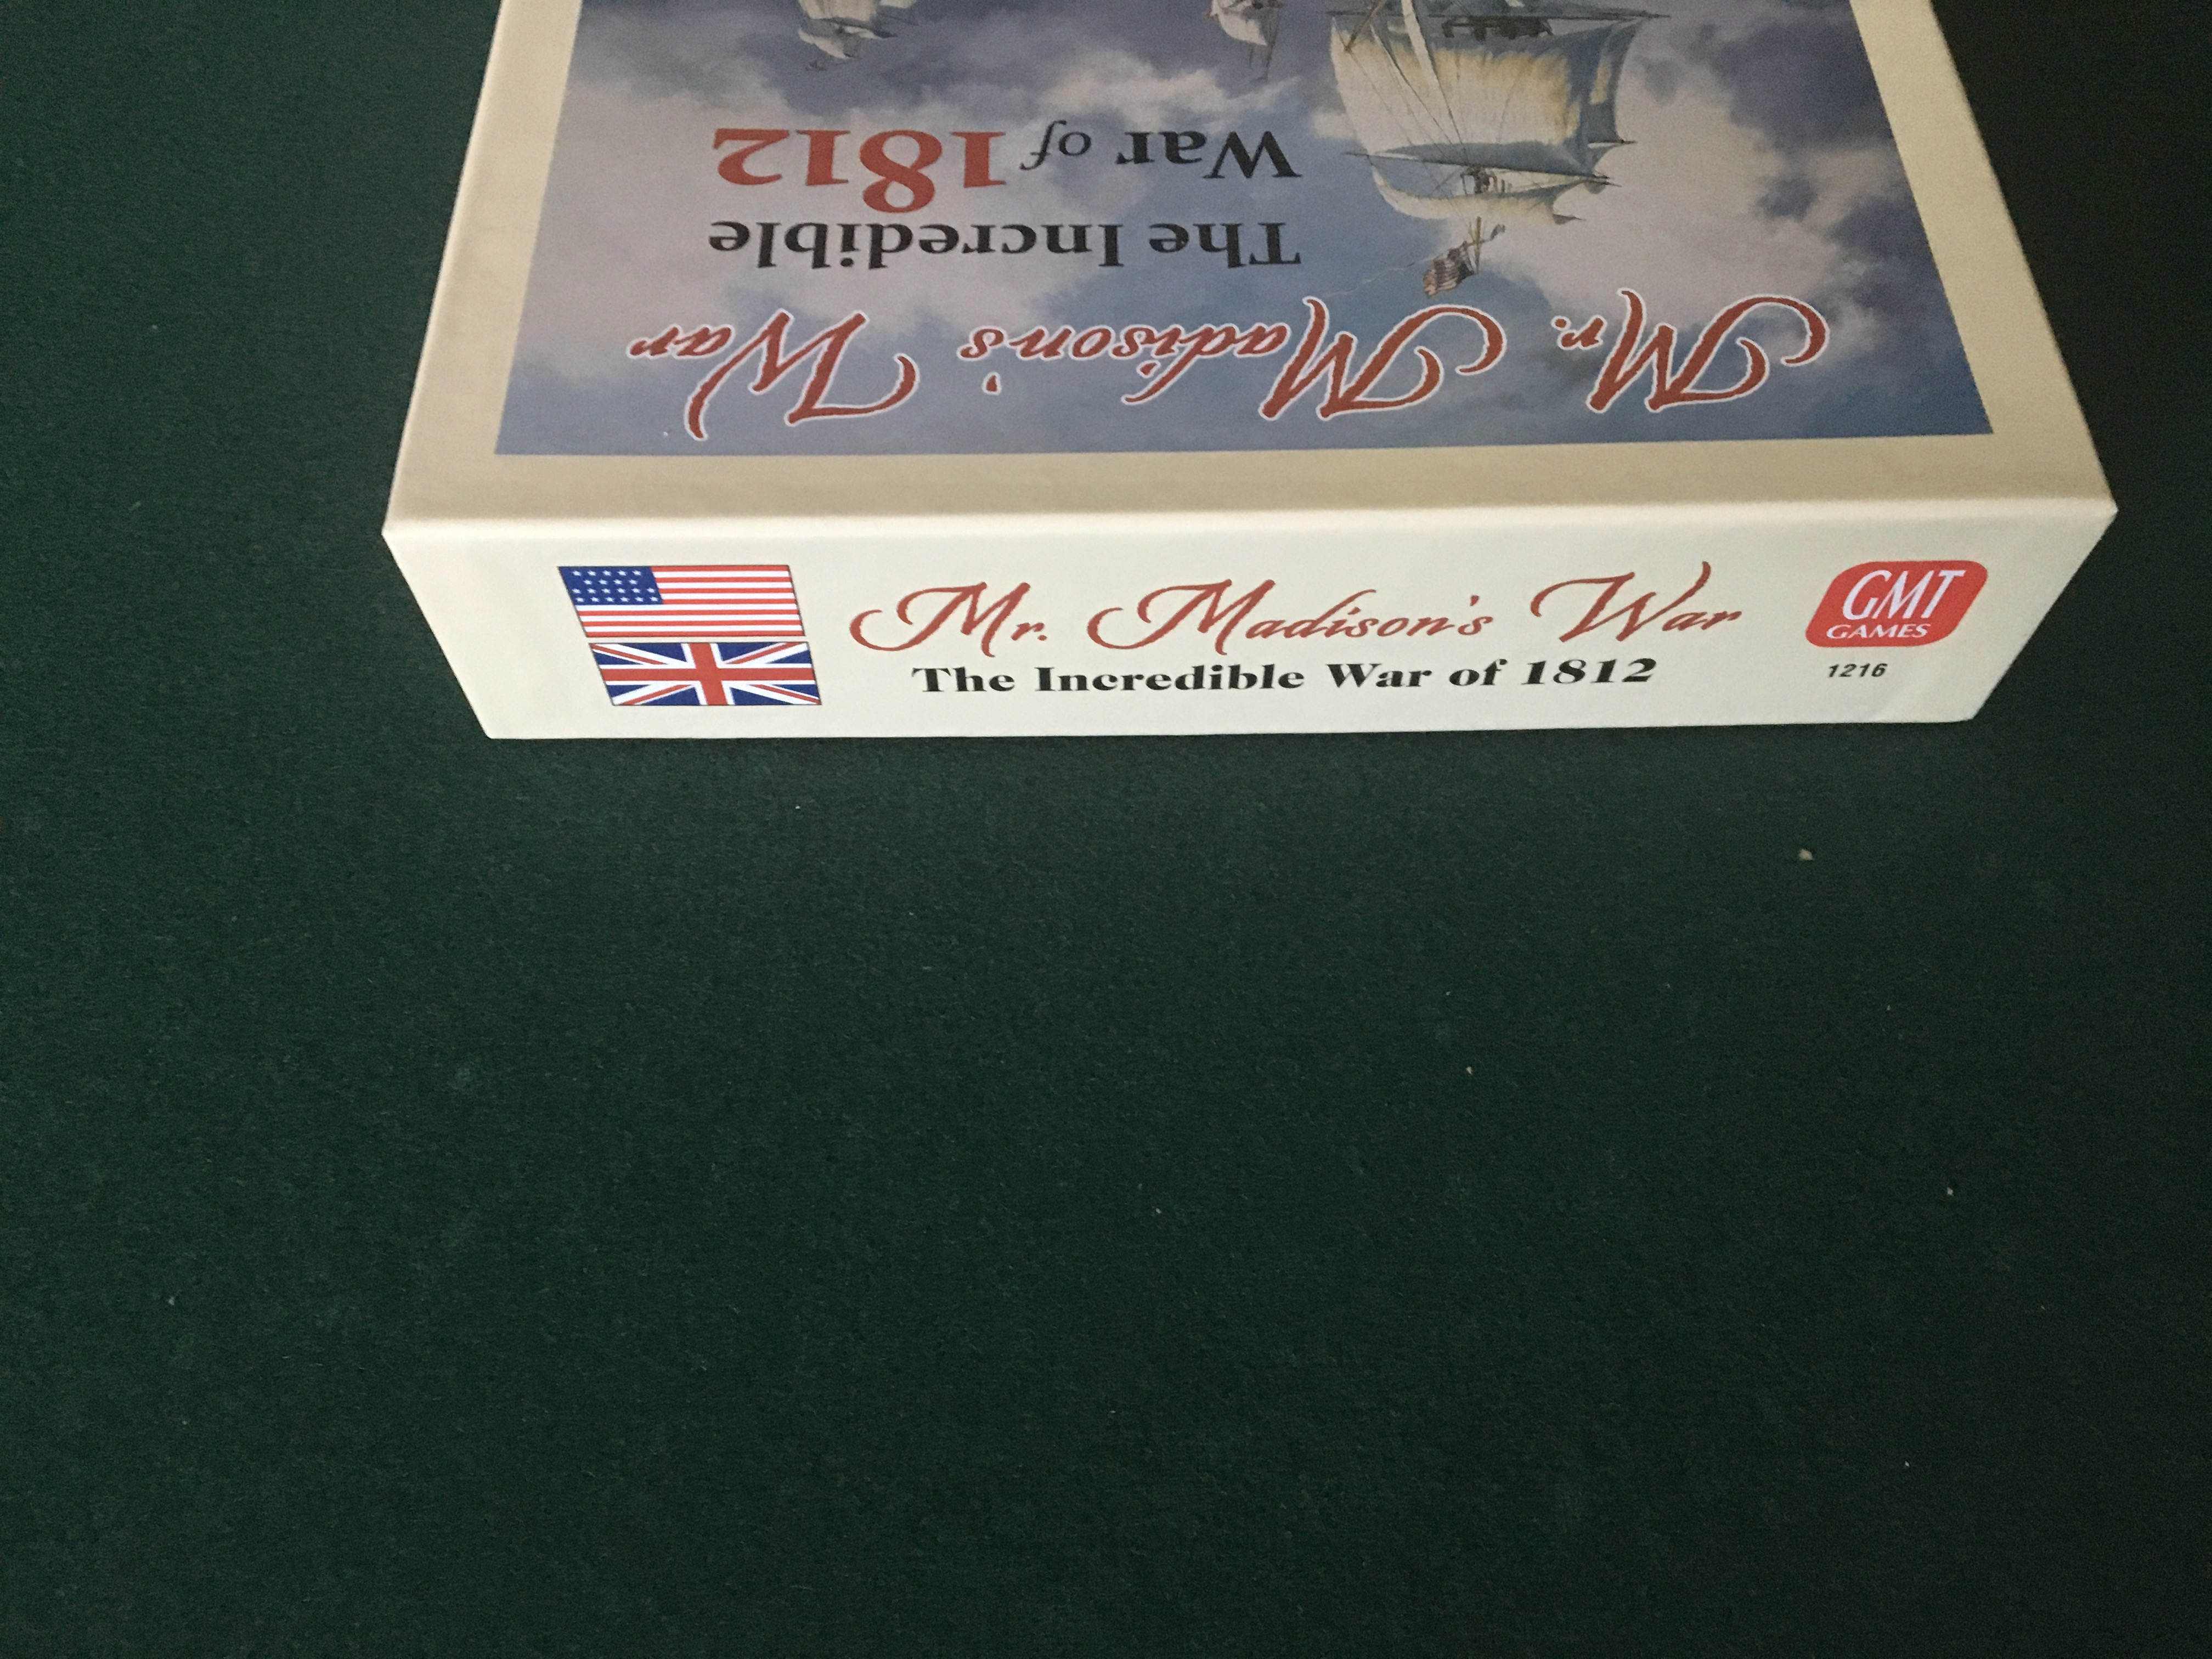 Mr. Madison's War
The Incredible
War of 1812
Mr. Madison's War
The Incredible War of 1812
GMT
GAMES
1216